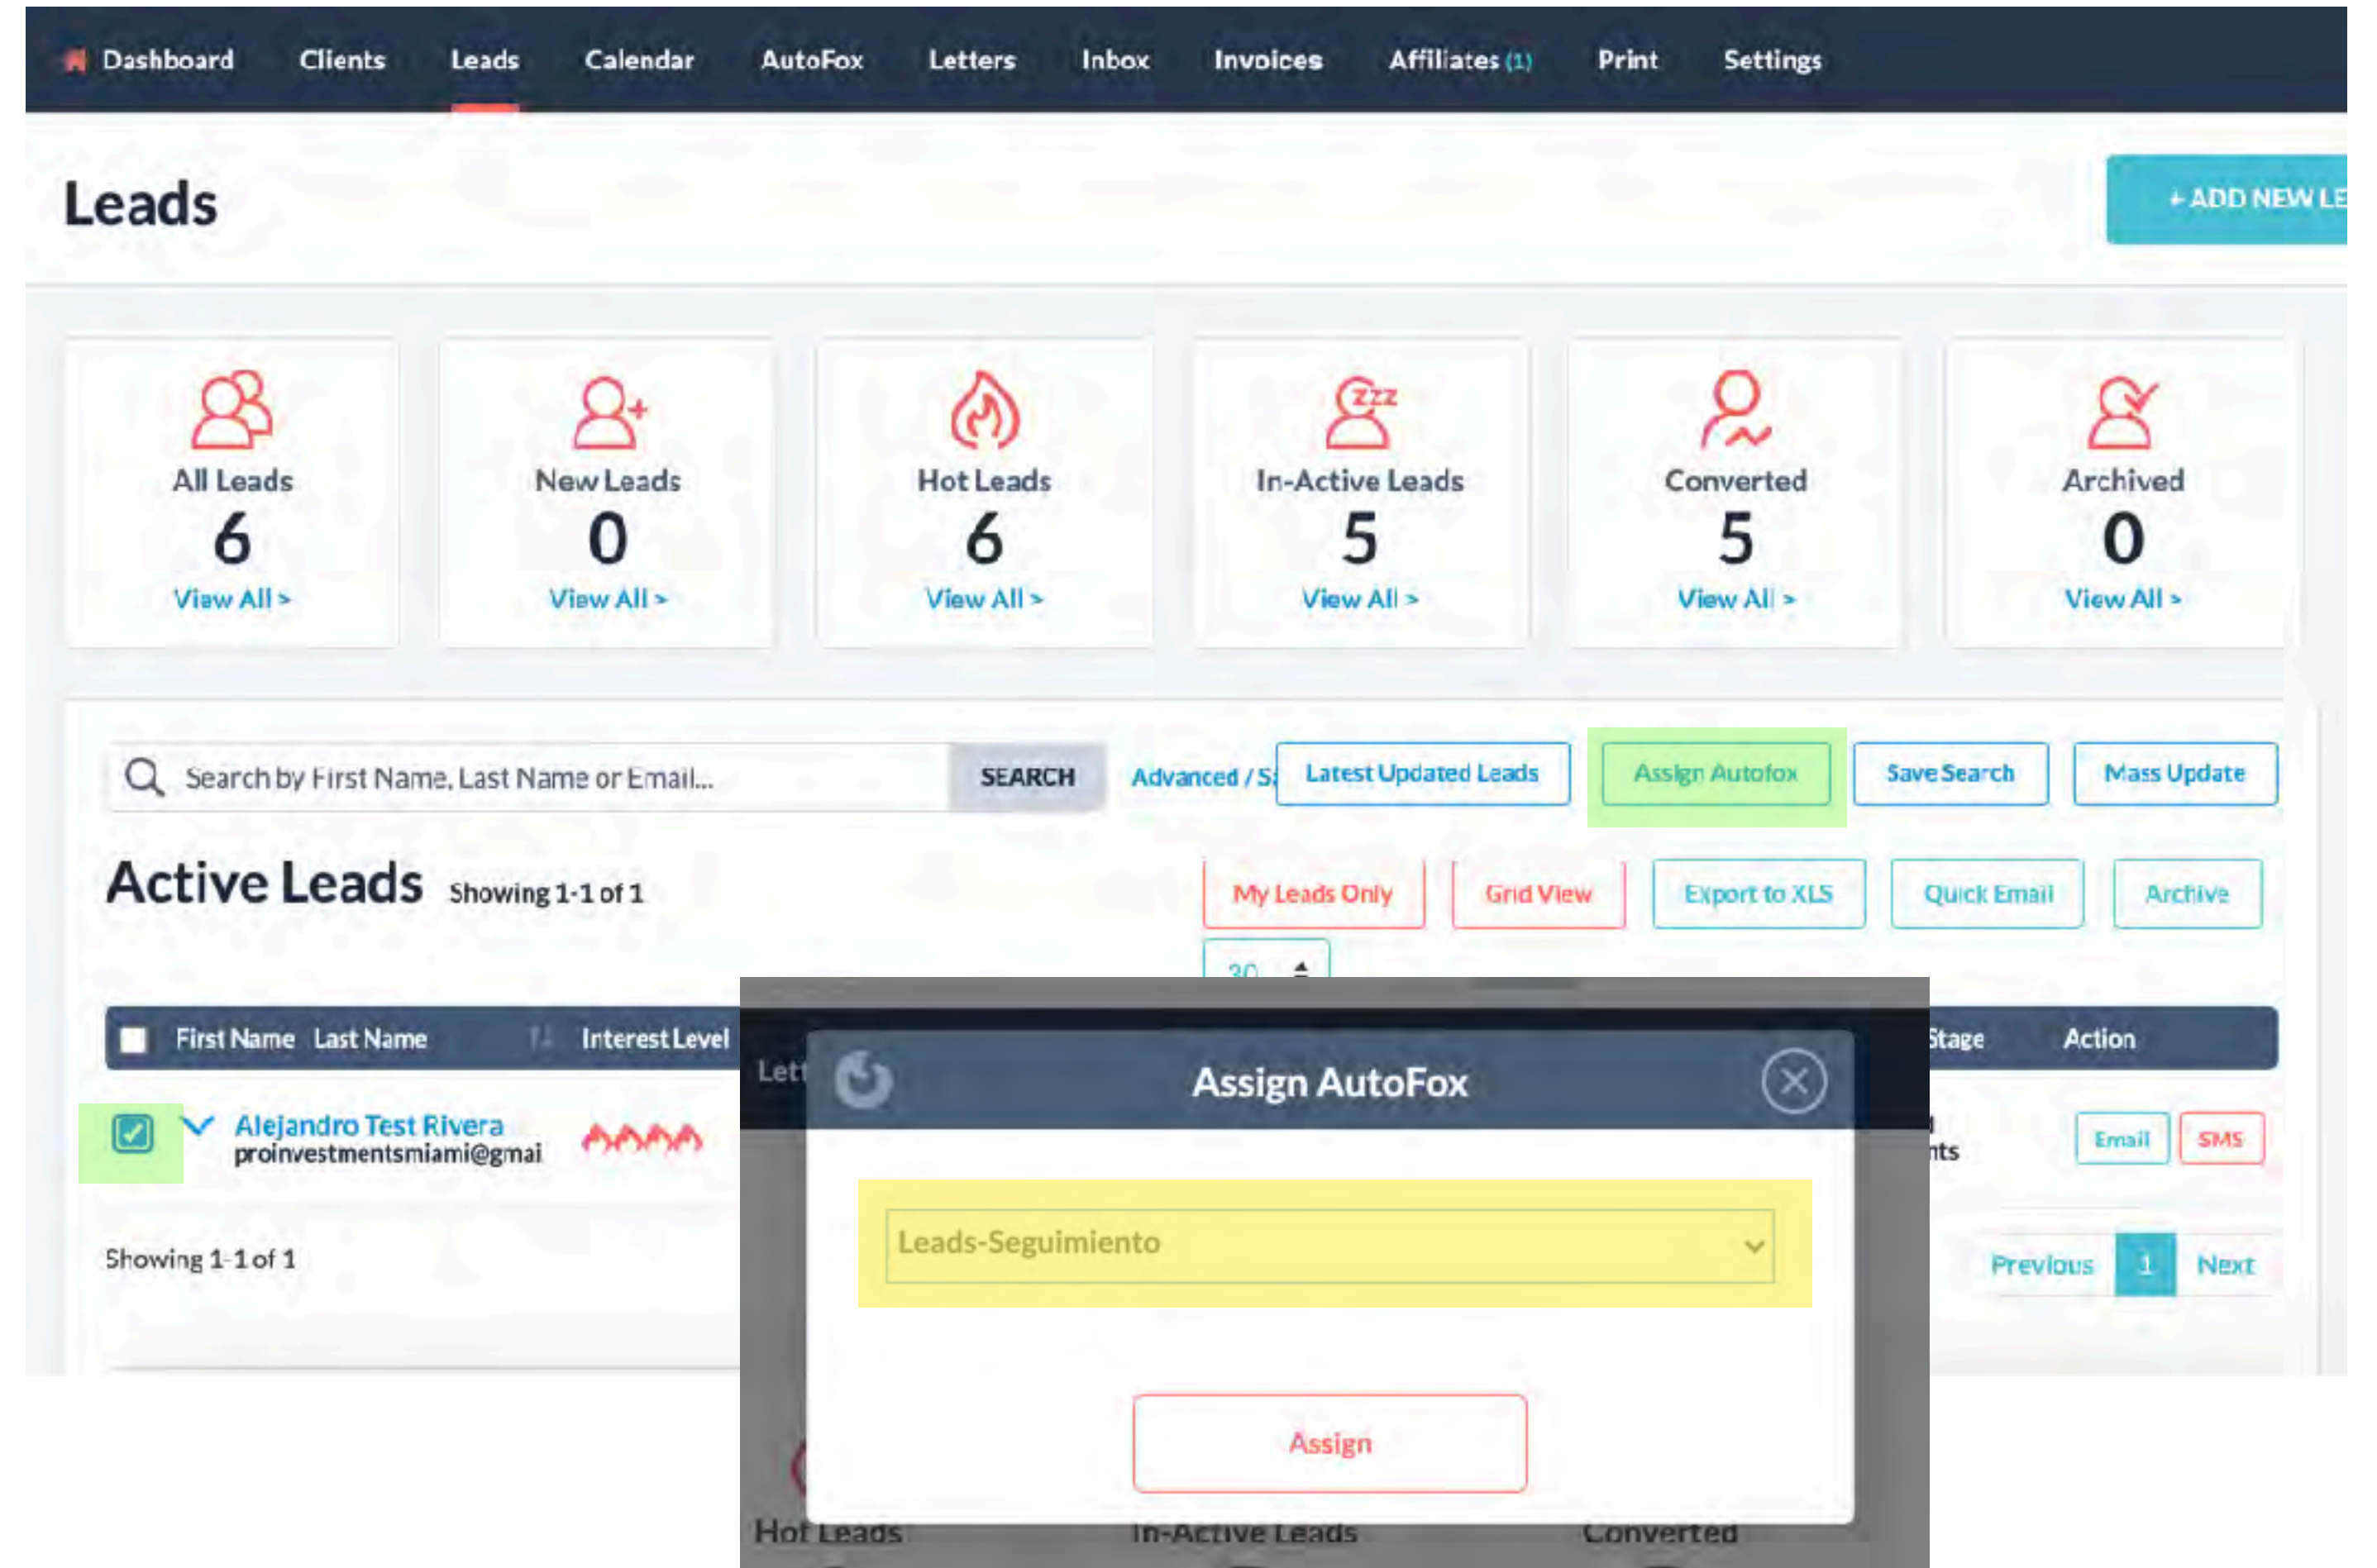 Dashboard Clients Leads Calendar AutoFox Letters Inbox Invoices Affiliates (1) Print Settings
Leads
+ ADD NEW LE
All Leads
6
View All >
New Leads
0
View All >
Hot Leads
6
View All >
In-Active Leads
5
View All >
Converted
5
View All >
Archived
0
View All >
Search by First Name, Last Name or Email...
SEARCH
Advanced / Sa
Latest Updated Leads
Assign Autofox
Save Search
Mass Update
Active Leads Showing 1-1 of 1
My Leads Only
Grid View
Export to XLS
Quick Email
Archive
30
First Name Last Name Interest Level Stage Action
Alejandro Test Rivera
proinvestmentsmiami@gmai
nts
Email
SMS
Showing 1-1 of 1
Previous 1 Next
Lett
Assign AutoFox
Leads-Seguimiento
Assign
Hot Leads In-Active Leads Converted